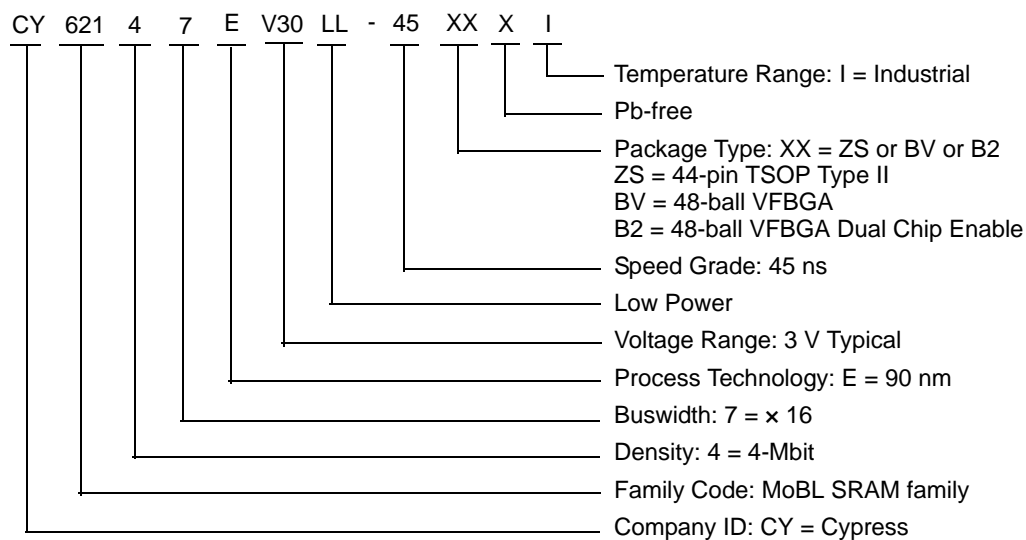 CY 621 4 7 E V30 LL - 45 XX X I
Temperature Range: I = Industrial
Pb-free
Package Type: XX = ZS or BV or B2
ZS = 44-pin TSOP Type II
BV = 48-ball VFBGA
B2 = 48-ball VFBGA Dual Chip Enable
Speed Grade: 45 ns
Low Power
Voltage Range: 3 V Typical
Process Technology: E = 90 nm
Buswidth: 7 = × 16
Density: 4 = 4-Mbit
Family Code: MoBL SRAM family
Company ID: CY = Cypress